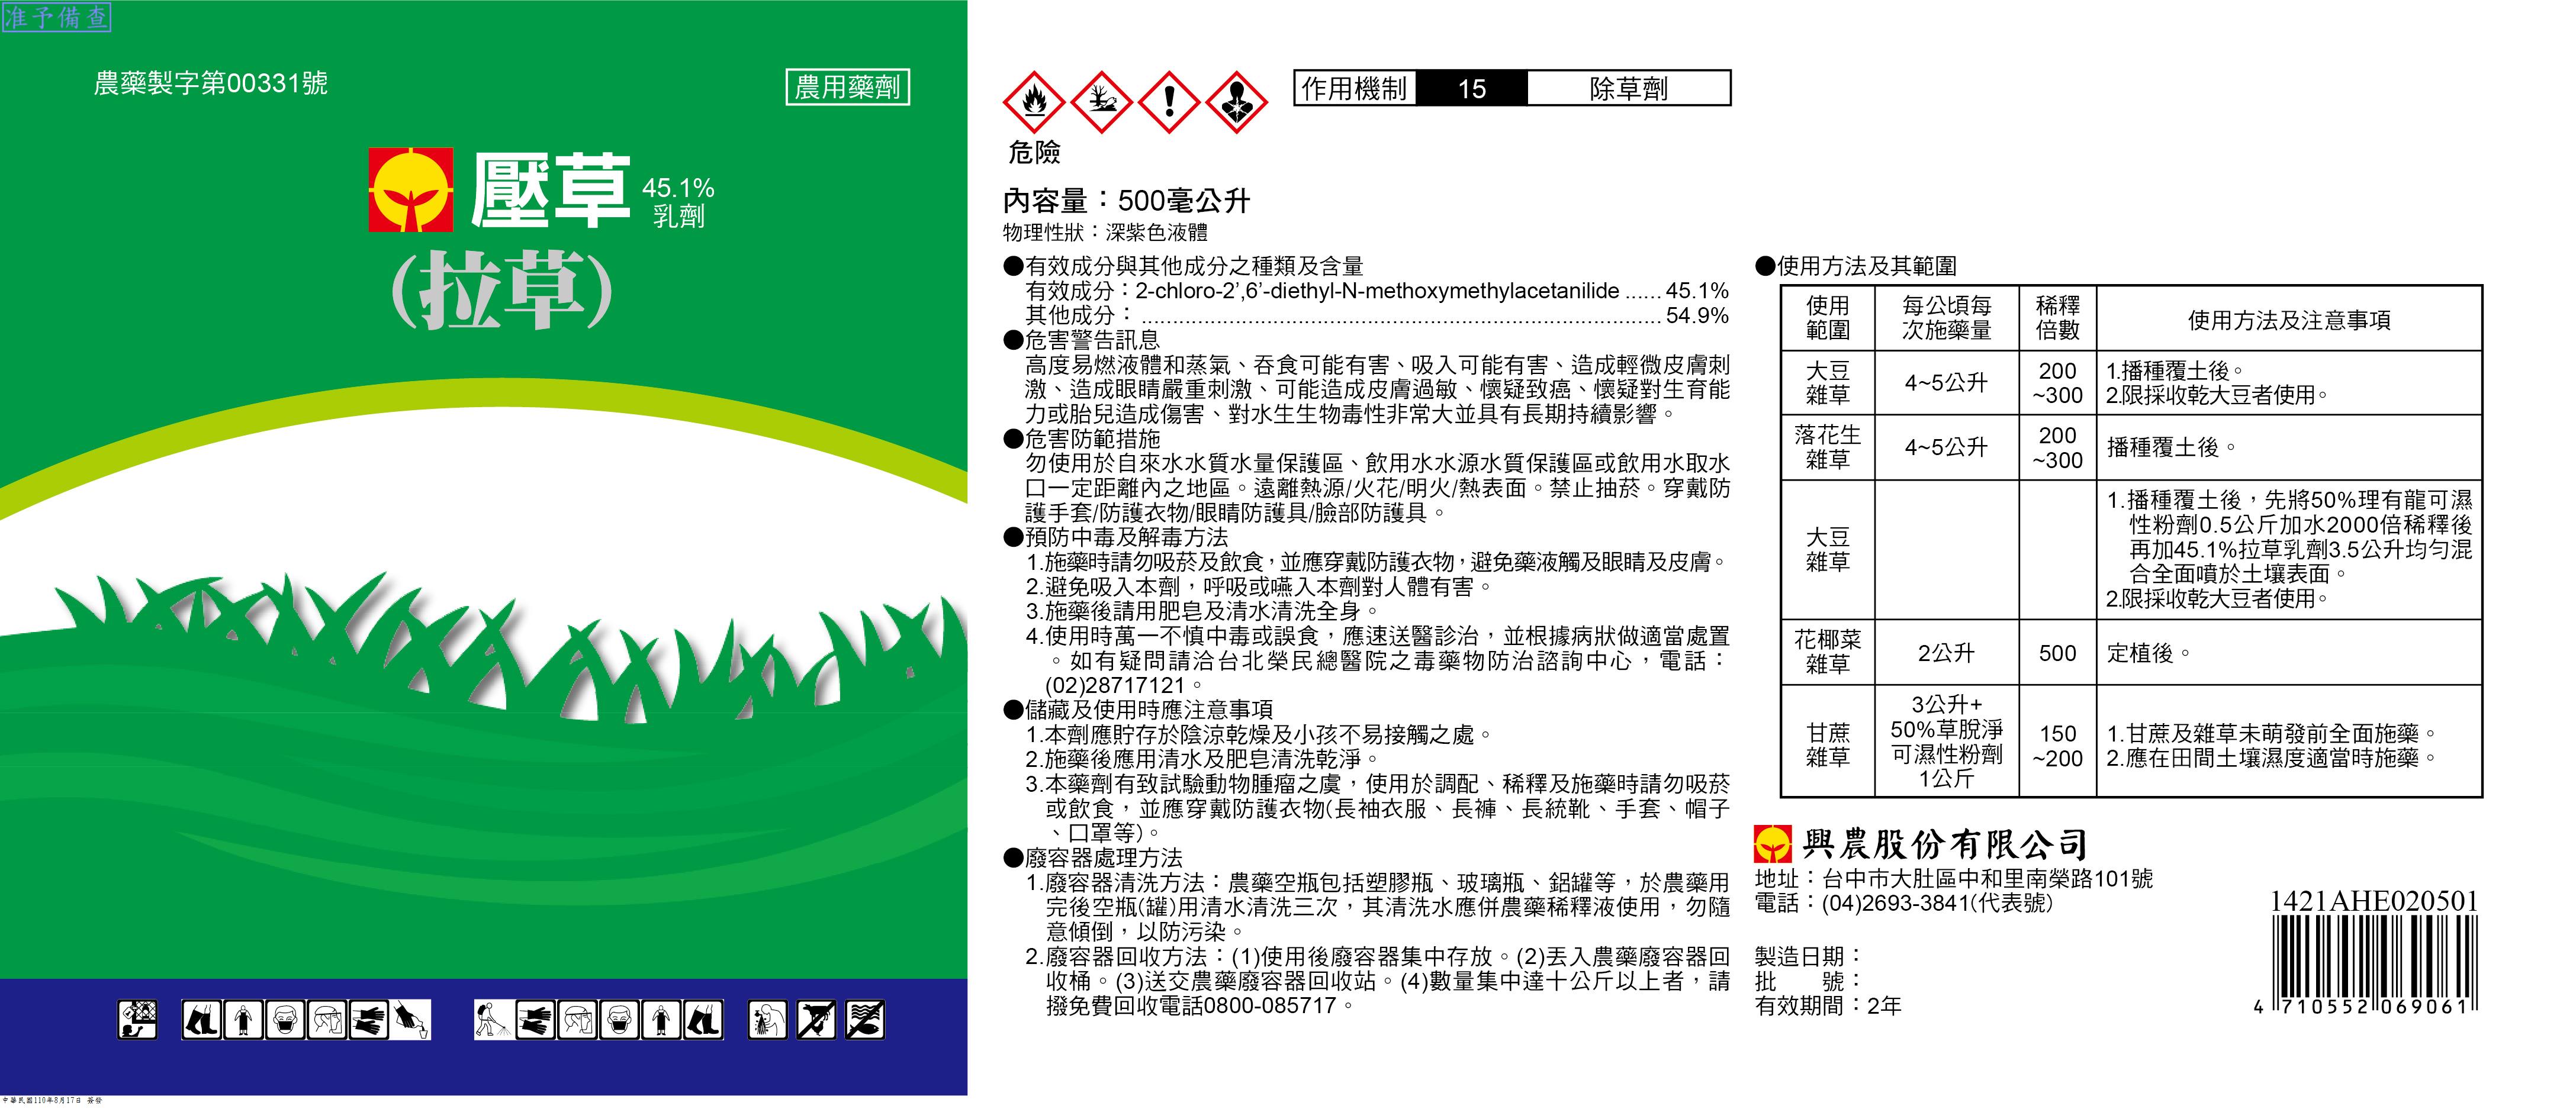 准予備查
農藥製字第00331號
農用藥劑
壓草
45.1%
乳劑
(拉草)
中華民國110年8月17日 簽發
作用機制 15 除草劑
危險
內容量：500毫公升
物理性狀：深紫色液體
●有效成分與其他成分之種類及含量
有效成分：2-chloro-2’,6’-diethyl-N-methoxymethylacetanilide ...... 45.1%
其他成分： ................................................................................... 54.9%
●危害警告訊息
高度易燃液體和蒸氣、吞食可能有害、吸入可能有害、造成輕微皮膚刺
激、造成眼睛嚴重刺激、可能造成皮膚過敏、懷疑致癌、懷疑對生育能
力或胎兒造成傷害、對水生生物毒性非常大並具有長期持續影響。
●危害防範措施
勿使用於自來水水質水量保護區、飲用水水源水質保護區或飲用水取水
口一定距離內之地區。遠離熱源/火花/明火/熱表面。禁止抽菸。穿戴防
護手套/防護衣物/眼睛防護具/臉部防護具。
●預防中毒及解毒方法
1.施藥時請勿吸菸及飲食，並應穿戴防護衣物，避免藥液觸及眼睛及皮膚。
2.避免吸入本劑，呼吸或嚥入本劑對人體有害。
3.施藥後請用肥皂及清水清洗全身。
4.使用時萬一不慎中毒或誤食，應速送醫診治，並根據病狀做適當處置
。如有疑問請洽台北榮民總醫院之毒藥物防治諮詢中心，電話：
(02)28717121。
●儲藏及使用時應注意事項
1.本劑應貯存於陰涼乾燥及小孩不易接觸之處。
2.施藥後應用清水及肥皂清洗乾淨。
3.本藥劑有致試驗動物腫瘤之虞，使用於調配、稀釋及施藥時請勿吸菸
或飲食，並應穿戴防護衣物(長袖衣服、長褲、長統靴、手套、帽子
、口罩等)。
●廢容器處理方法
1.廢容器清洗方法：農藥空瓶包括塑膠瓶、玻璃瓶、鋁罐等，於農藥用
完後空瓶(罐)用清水清洗三次，其清洗水應併農藥稀釋液使用，勿隨
意傾倒，以防污染。
2.廢容器回收方法：(1)使用後廢容器集中存放。(2)丟入農藥廢容器回
收桶。(3)送交農藥廢容器回收站。(4)數量集中達十公斤以上者，請
撥免費回收電話0800-085717。
●使用方法及其範圍
使用
範圍
每公頃每
次施藥量
稀釋
倍數
使用方法及注意事項
大豆
雜草
4~5公升
200
~300
1.播種覆土後。
2.限採收乾大豆者使用。
落花生
雜草
4~5公升
200
~300
播種覆土後。
大豆
雜草
1.播種覆土後，先將50%理有龍可濕
性粉劑0.5公斤加水2000倍稀釋後
再加45.1%拉草乳劑3.5公升均勻混
合全面噴於土壤表面。
2.限採收乾大豆者使用。
花椰菜
雜草
2公升
500
定植後。
甘蔗
雜草
3公升+
50%草脫淨
可濕性粉劑
1公斤
150
~200
1.甘蔗及雜草未萌發前全面施藥。
2.應在田間土壤濕度適當時施藥。
興農股份有限公司
地址：台中市大肚區中和里南榮路101號
電話：(04)2693-3841(代表號)
製造日期：
批　　號：
有效期間：2年
1421AHE020501
4 710552 069061